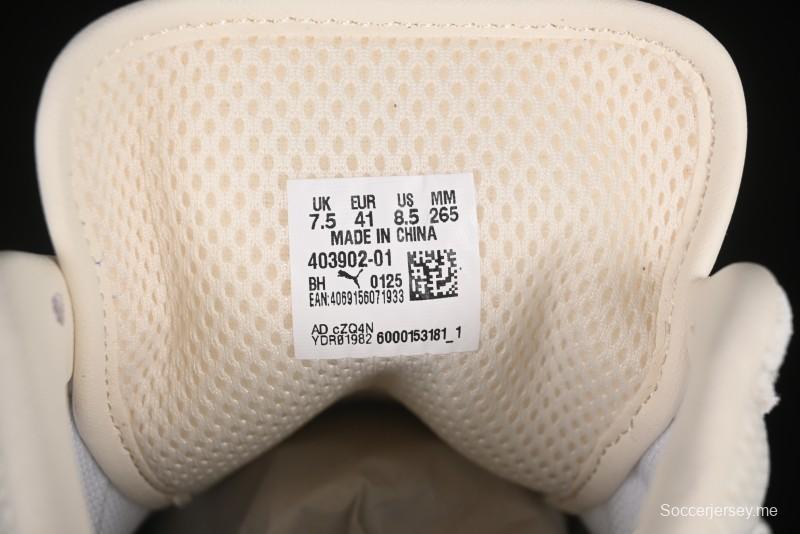 UK EUR US MM
7.5 41 8.5 265
MADE IN CHINA
403902-01
BH 0125
EAN:4069156071933
AD cZQ4N
YDR01982 6000153181_1
Soccerjersey.me